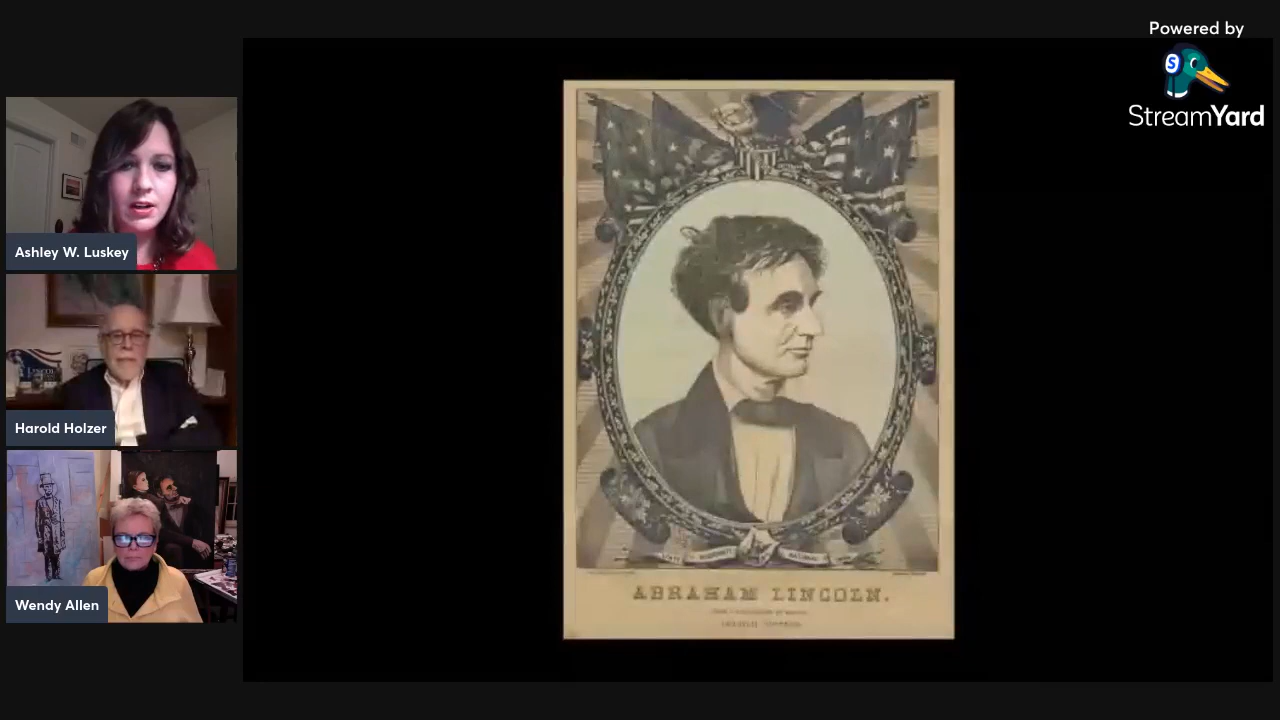 Powered by
StreamYard
Ashley W. Luskey
Harold Holzer
Wendy Allen
ABRAHAM LINCOLN.